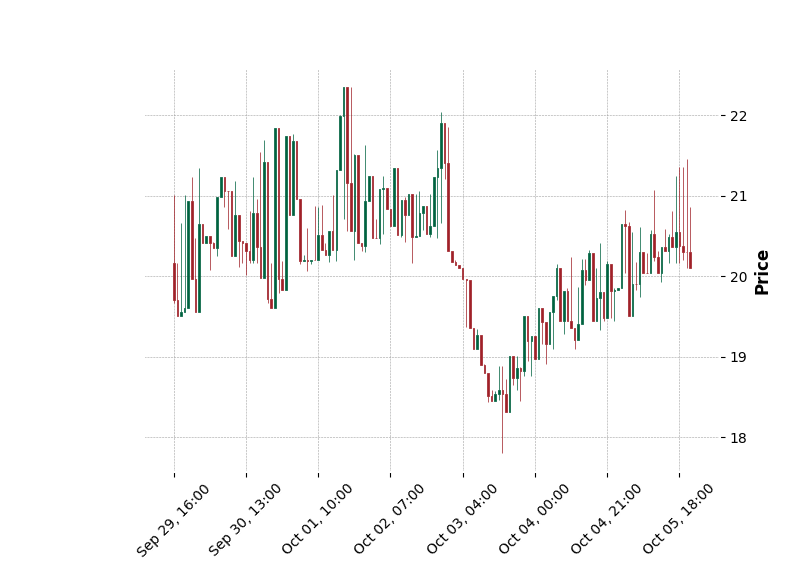 22
21
20
19
18
Price
Sep 29, 16:00
Sep 30, 13:00
Oct 01, 10:00
Oct 02, 07:00
Oct 03, 04:00
Oct 04, 00:00
Oct 04, 21:00
Oct 05, 18:00